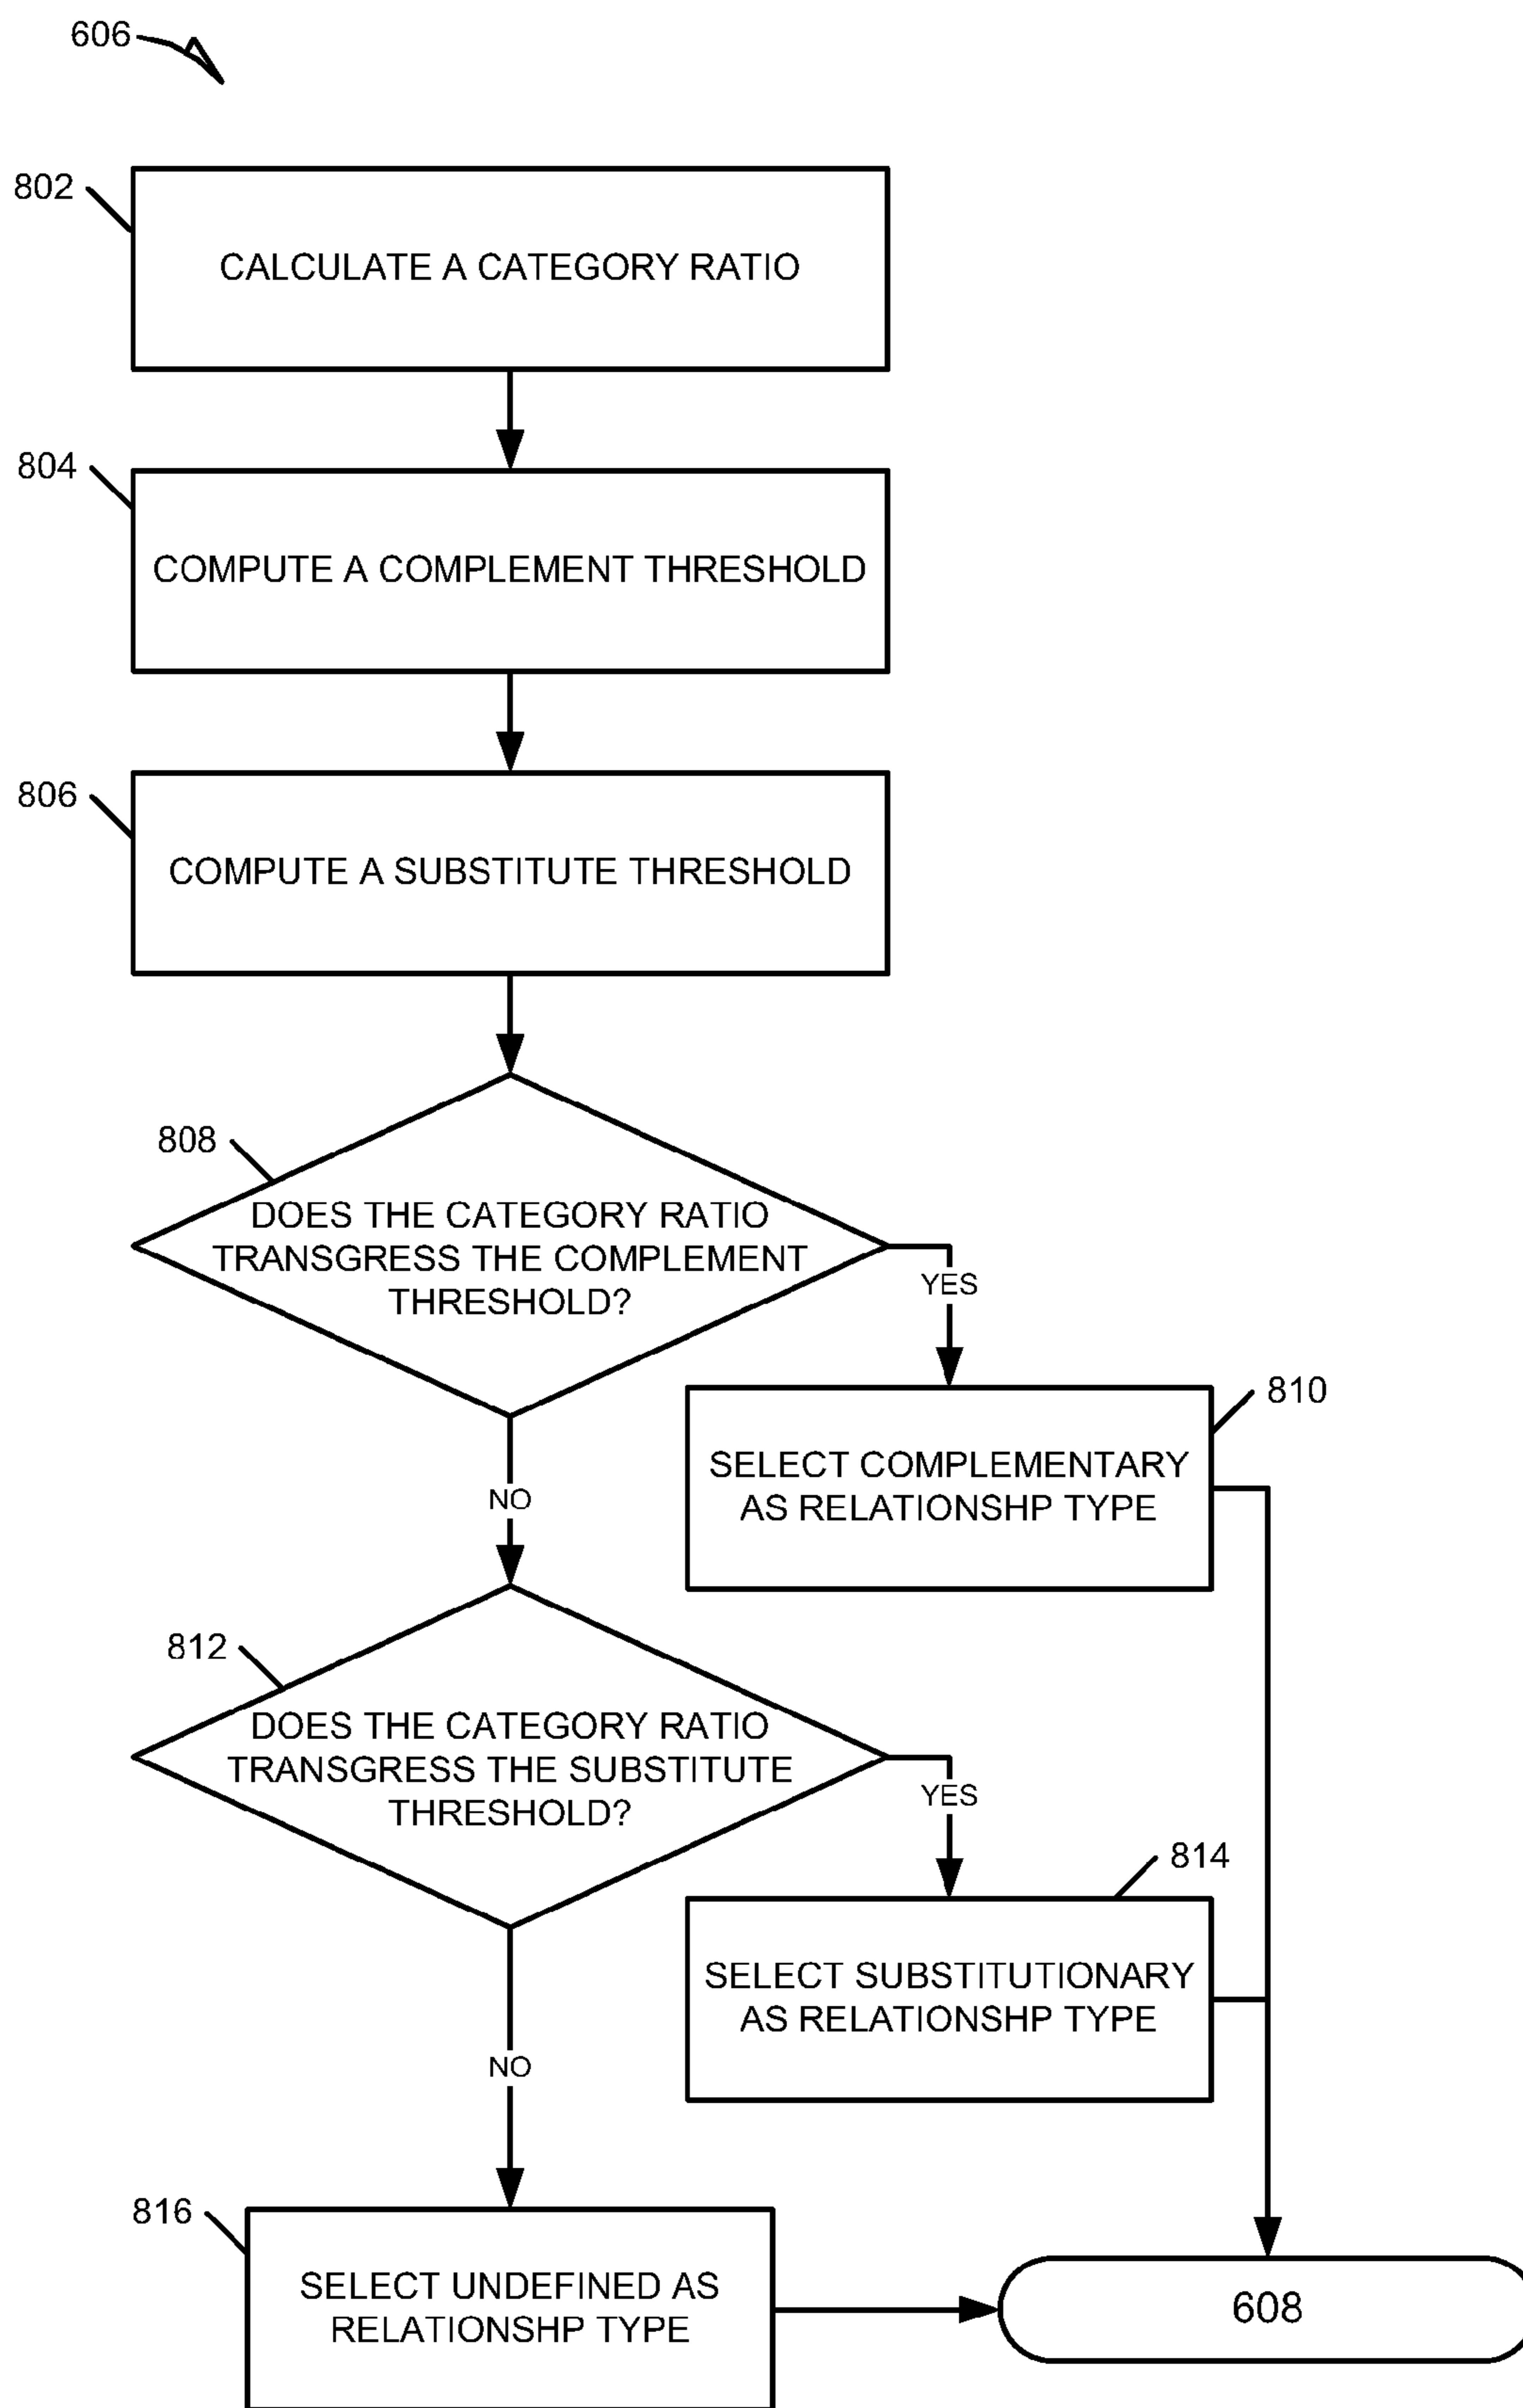 606
802
CALCULATE A CATEGORY RATIO
804
COMPUTE A COMPLEMENT THRESHOLD
806
COMPUTE A SUBSTITUTE THRESHOLD
808
DOES THE CATEGORY RATIO
TRANSGRESS THE COMPLEMENT
THRESHOLD?
YES
810
SELECT COMPLEMENTARY
AS RELATIONSHP TYPE
NO
812
DOES THE CATEGORY RATIO
TRANSGRESS THE SUBSTITUTE
THRESHOLD?
YES
814
SELECT SUBSTITUTIONARY
AS RELATIONSHP TYPE
NO
816
SELECT UNDEFINED AS
RELATIONSHP TYPE
608